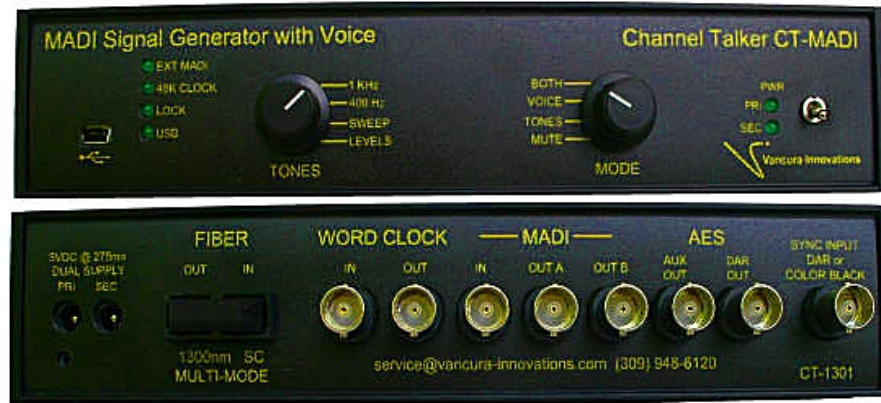 MADI Signal Generator with Voice
Channel Talker CT-MADI
EXT MADI
48K CLOCK
LOCK
USB
1 KHz
400 Hz
SWEEP
LEVELS
TONES
BOTH
VOICE
TONES
MUTE
MODE
PWR
PRI
SEC
Vancura Innovations
5VDC @ 275ma
DUAL SUPPLY
PRI SEC
FIBER
OUT IN
1300nm SC
MULTI-MODE
WORD CLOCK
IN OUT
MADI
IN OUT A OUT B
AES
AUX OUT
DAR OUT
SYNC INPUT
DAR or
COLOR BLACK
service@vancura-innovations.com (309) 948-6120
CT-1301